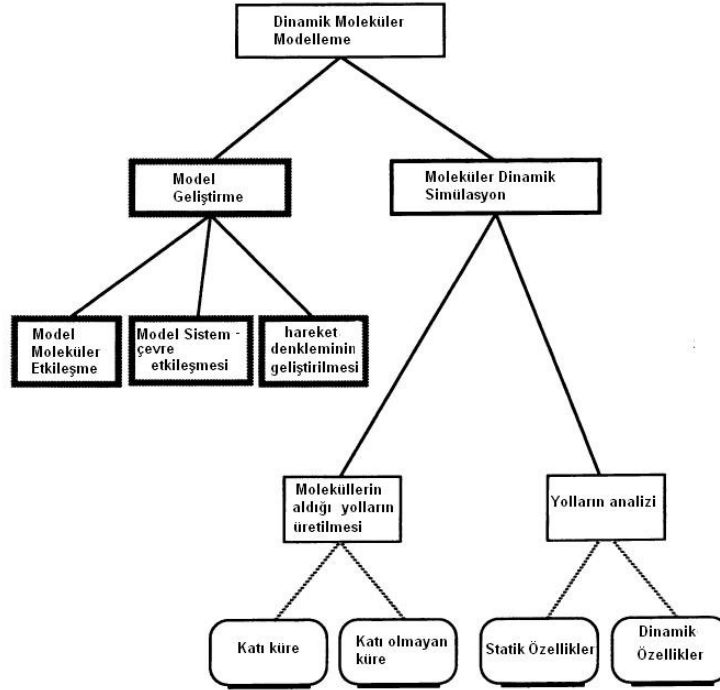 Dinamik Moleküler
Modelleme
Model
Geliştirme
Moleküler Dinamik
Simülasyon
Model
Moleküler
Etkileşme
Model Sistem -
çevre
etkileşmesi
hareket
denkleminin
geliştirilmesi
Moleküllerin
aldığı yolların
üretilmesi
Yolların analizi
Katı küre
Katı olmayan
küre
Statik Özellikler
Dinamik
Özellikler